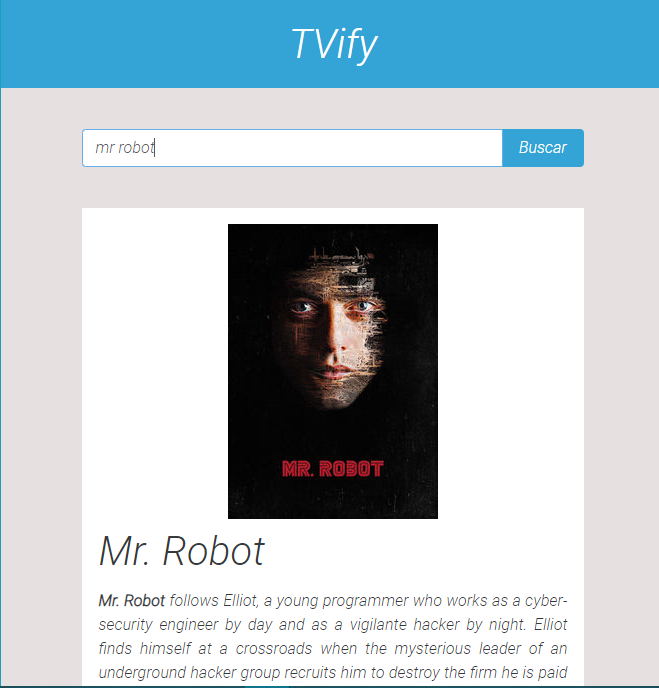 TVify
mr robot
Buscar
MR. ROBOT
Mr. Robot
Mr. Robot follows Elliot, a young programmer who works as a cyber-
security engineer by day and as a vigilante hacker by night. Elliot
finds himself at a crossroads when the mysterious leader of an
underground hacker group recruits him to destroy the firm he is paid